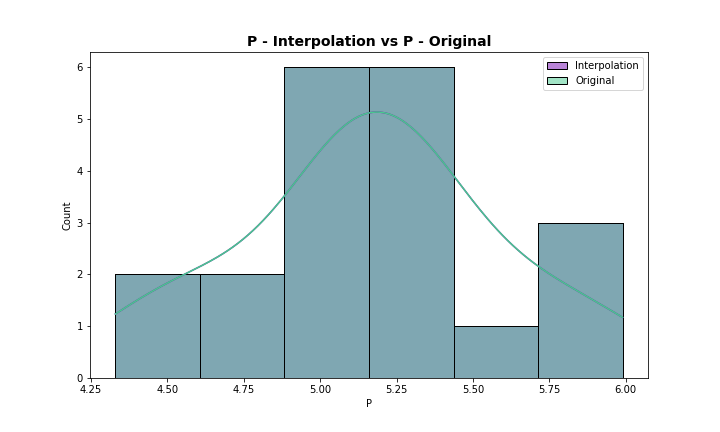 P - Interpolation vs P - Original
Interpolation
Original
6
5
4
3
2
1
0
Count
4.25 4.50 4.75 5.00 5.25 5.50 5.75 6.00
P